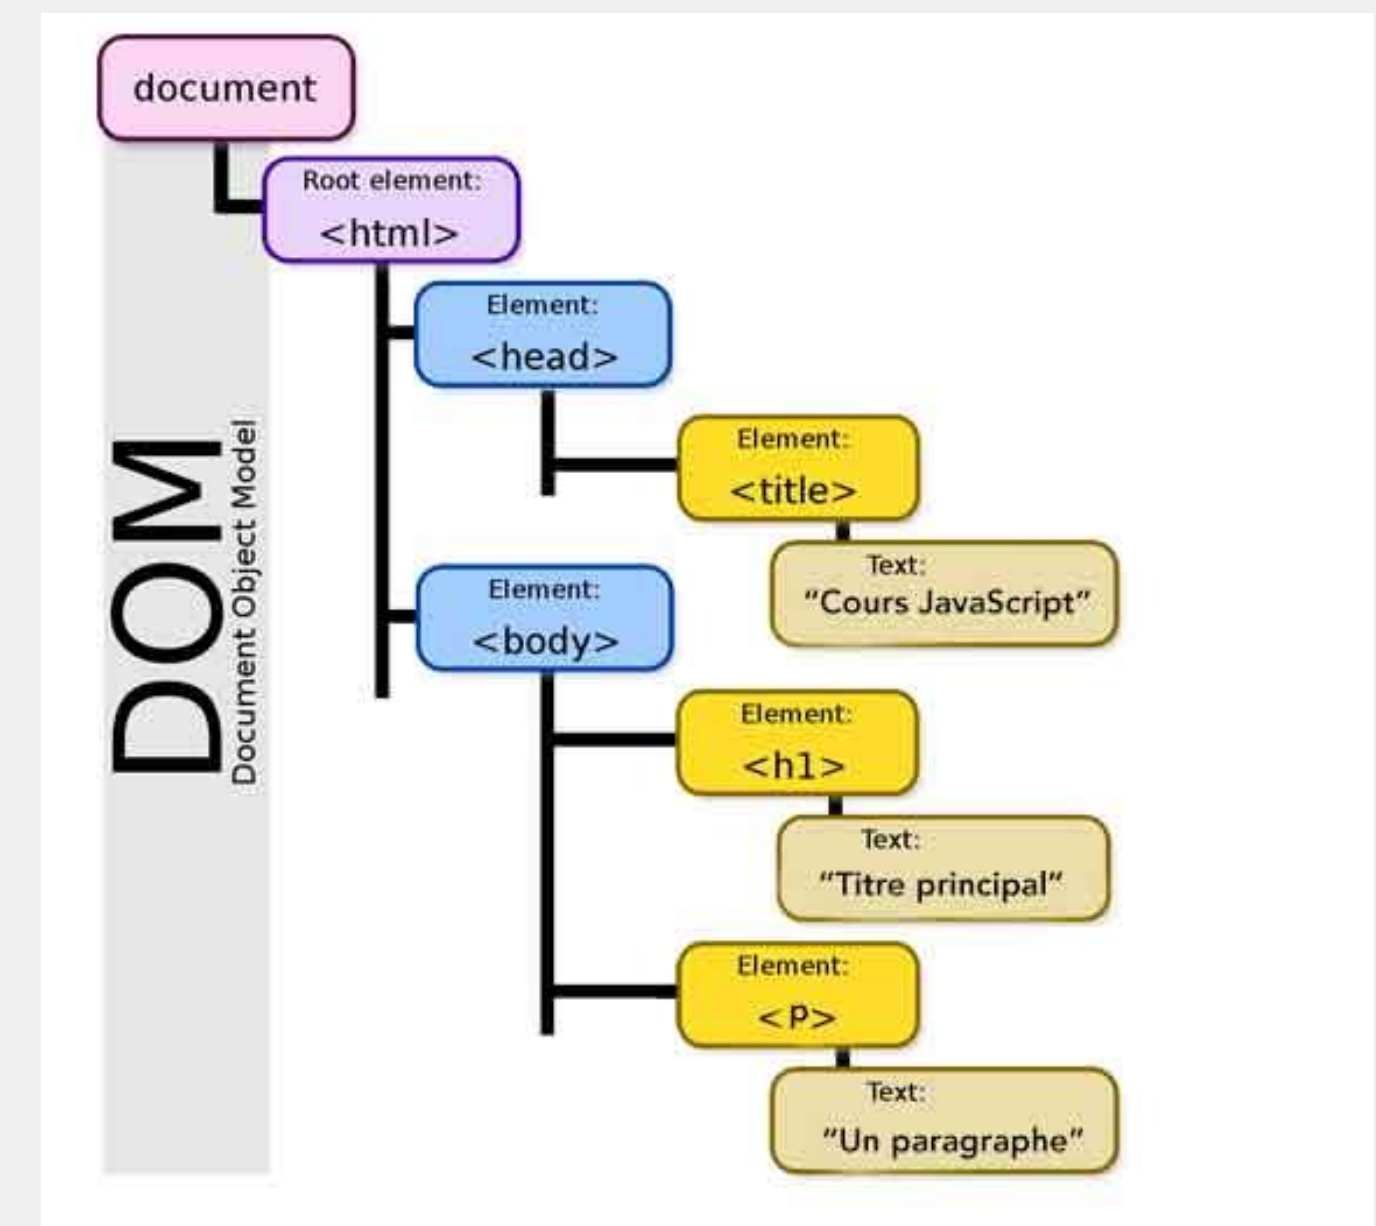 document
Root element:
<html>
Element:
<head>
Element:
<title>
Text:
“Cours JavaScript”
Element:
<body>
Element:
<h1>
Text:
“Titre principal”
Element:
<P>
Text:
“Un paragraphe”
DOM
Document Object Model